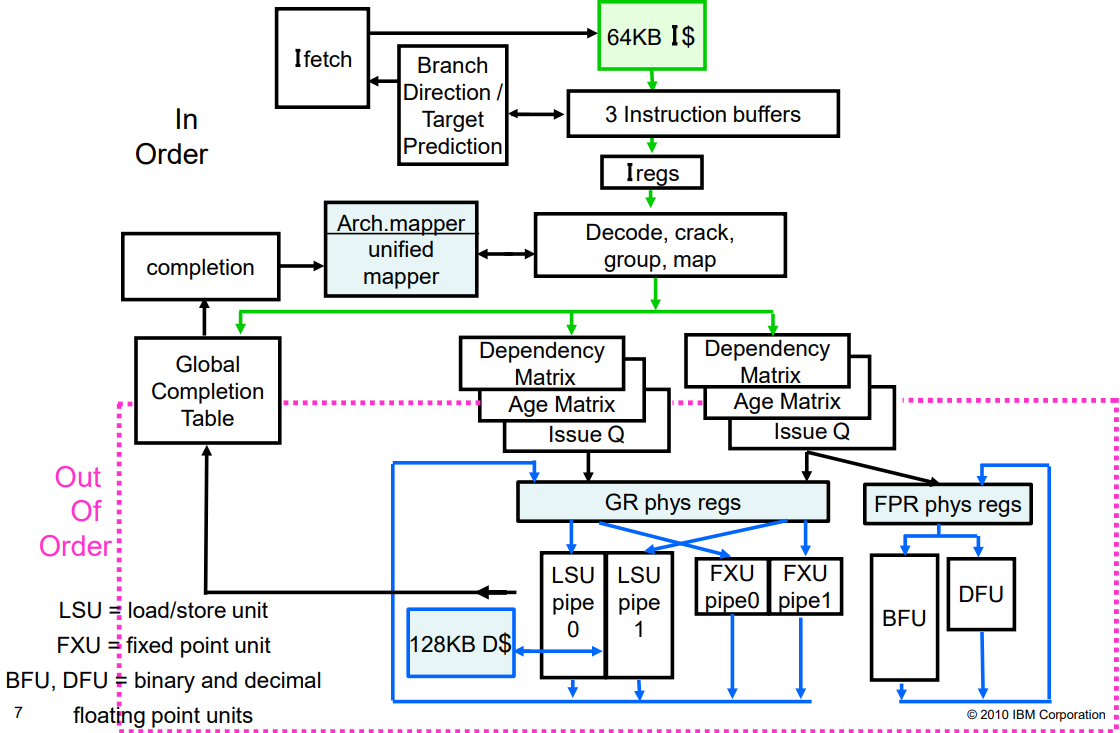 Ifetch
64KB I$
Branch
Direction /
Target
Prediction
3 Instruction buffers
In
Order
Iregs
Arch.mapper
unified
mapper
Decode, crack,
group, map
completion
Global
Completion
Table
Dependency
Matrix
Age Matrix
Issue Q
Dependency
Matrix
Age Matrix
Issue Q
Out
Of
Order
GR phys regs
FPR phys regs
LSU
pipe
0
LSU
pipe
1
FXU
pipe0
FXU
pipe1
BFU
DFU
128KB D$
LSU = load/store unit
FXU = fixed point unit
BFU, DFU = binary and decimal
floating point units
7
© 2010 IBM Corporation